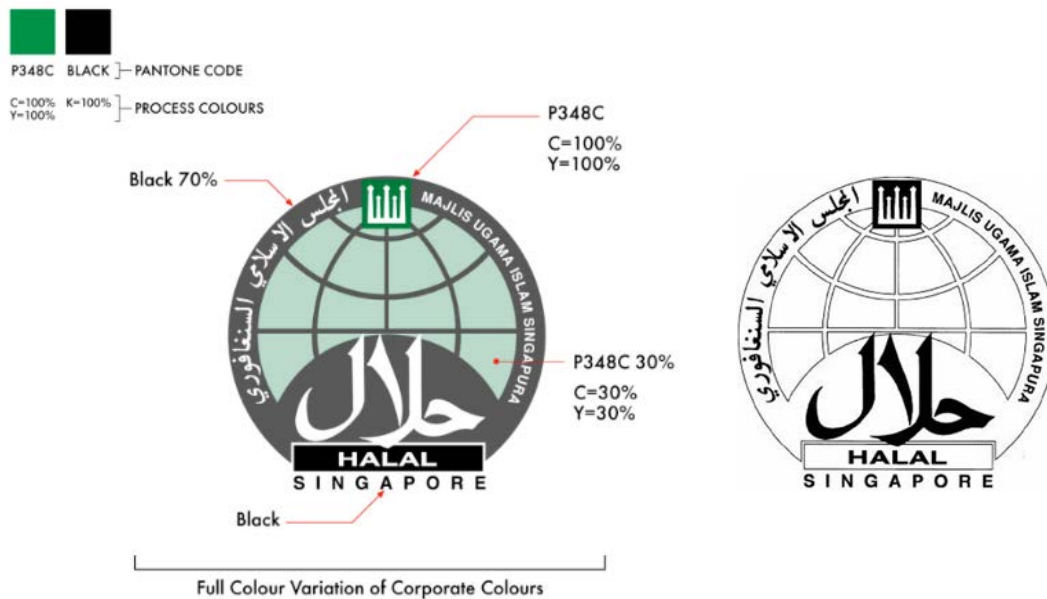 P348C BLACK PANTONE CODE
C=100% K=100% PROCESS COLOURS
Y=100%
P348C
C=100%
Y=100%
Black 70%
المجلس الاسلامي السنغافوري
MAJLIS UGAMA ISLAM SINGAPURA
حلال
HALAL
SINGAPORE
P348C 30%
C=30%
Y=30%
Black
Full Colour Variation of Corporate Colours
المجلس الاسلامي السنغافوري
MAJLIS UGAMA ISLAM SINGAPURA
حلال
HALAL
SINGAPORE